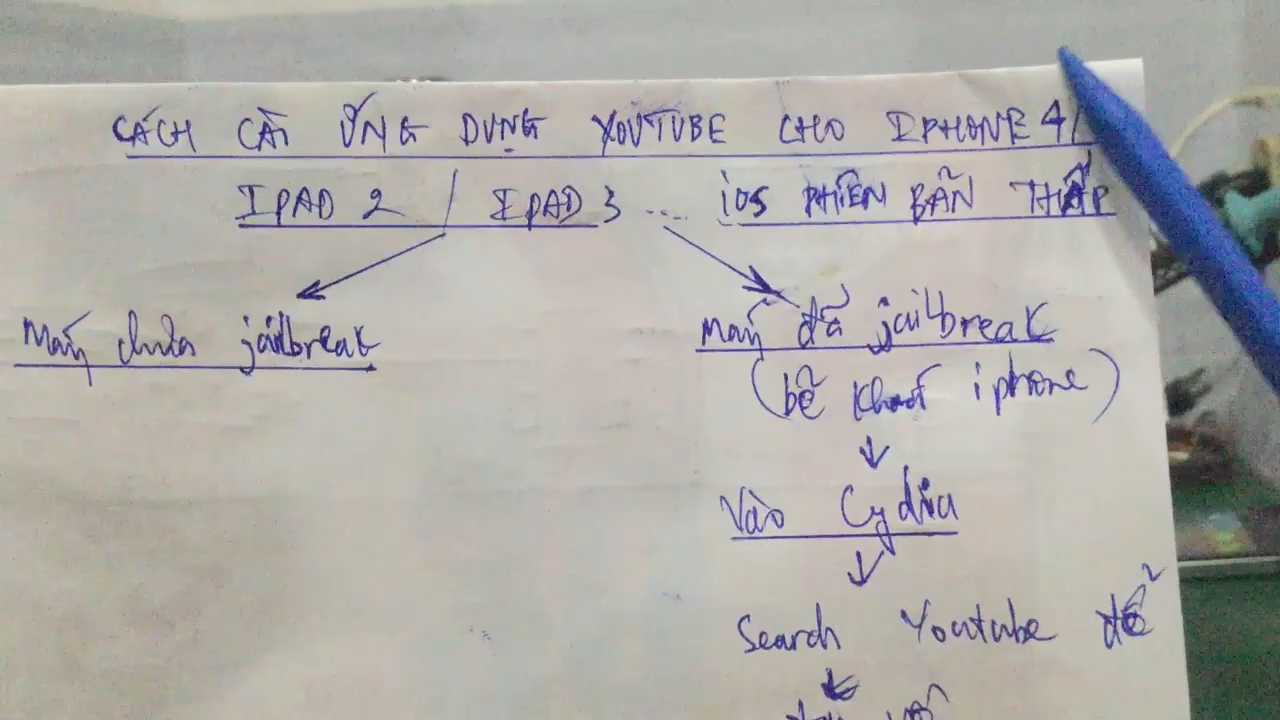 CÁCH CÀI ỨNG DỤNG YOUTUBE CHO IPHONE 4/
IPAD 2 / IPAD 3 .... iOS PHIÊN BẢN THẤP
Máy chưa jailbreak
Máy đã jailbreak
(bẽ khoá iphone)
Vào Cydia
Search Youtube để